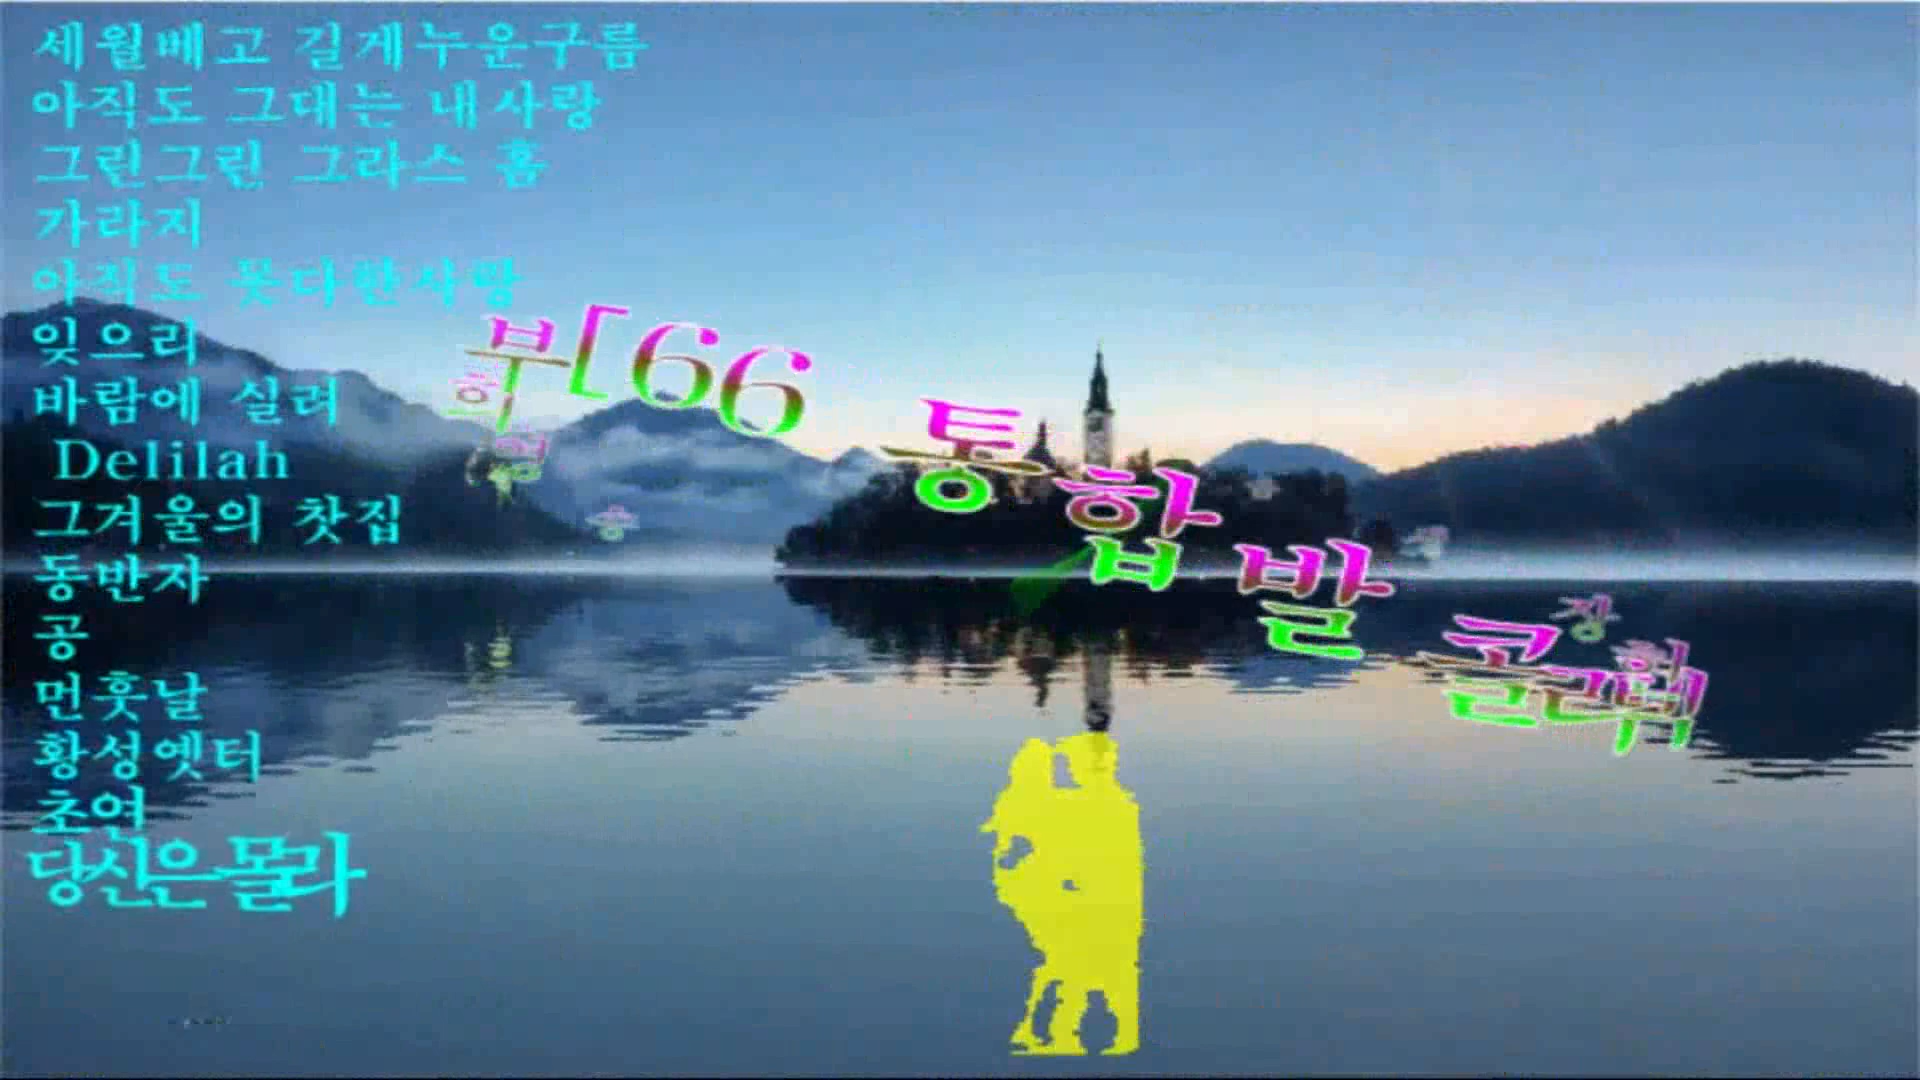 세월베고 길게누운구름
아직도 그대는 내사랑
그린그린 그라스 홈
가라지
아직도 못다한사랑
잊으리
바람에 실려
Delilah
그겨울의 찻집
동반자
공
먼훗날
황성옛터
초연
당신은몰라
부[66 통합발